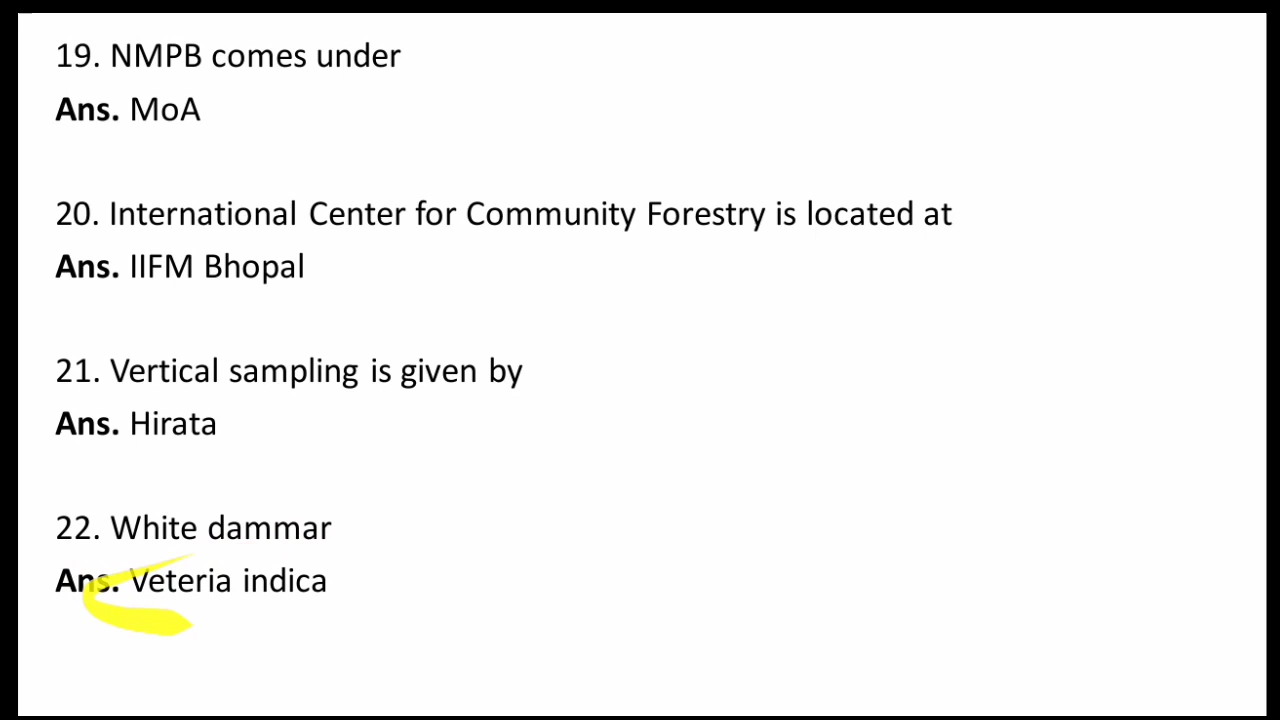 19. NMPB comes under
Ans. MoA
20. International Center for Community Forestry is located at
Ans. IIFM Bhopal
21. Vertical sampling is given by
Ans. Hirata
22. White dammar
Ans. Veteria indica